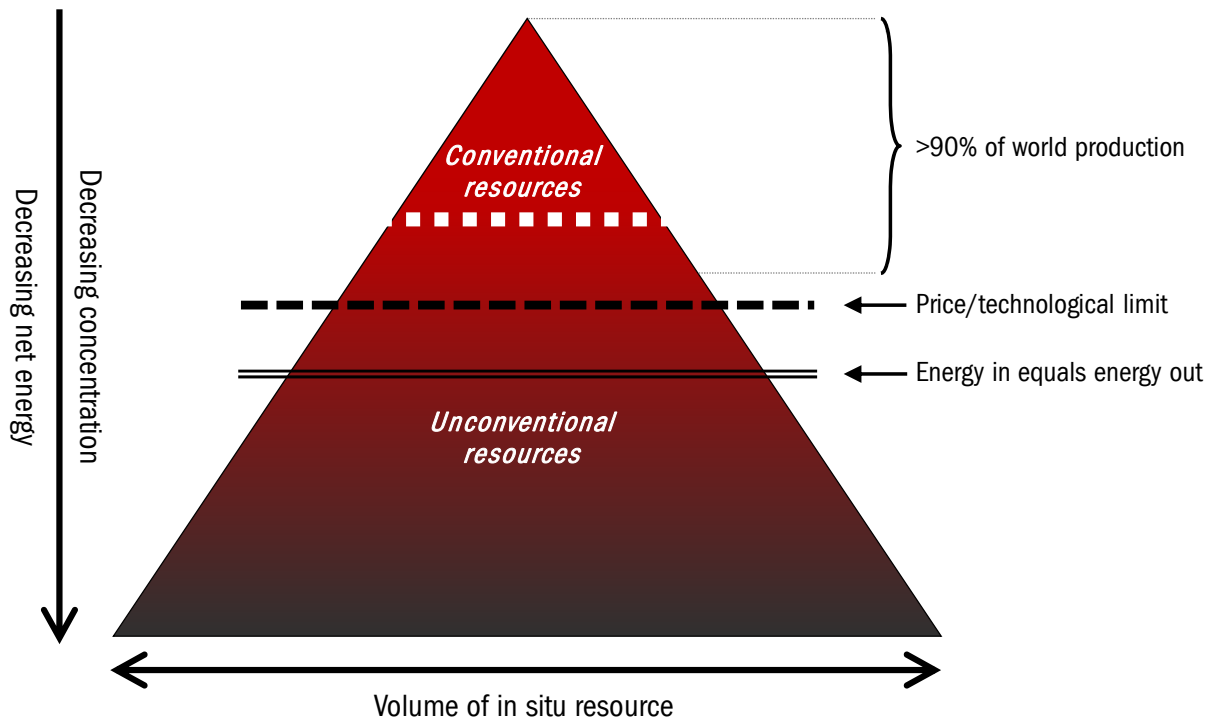 >90% of world production
Conventional
resources
Decreasing concentration
Decreasing net energy
Price/technological limit
Energy in equals energy out
Unconventional
resources
Volume of in situ resource